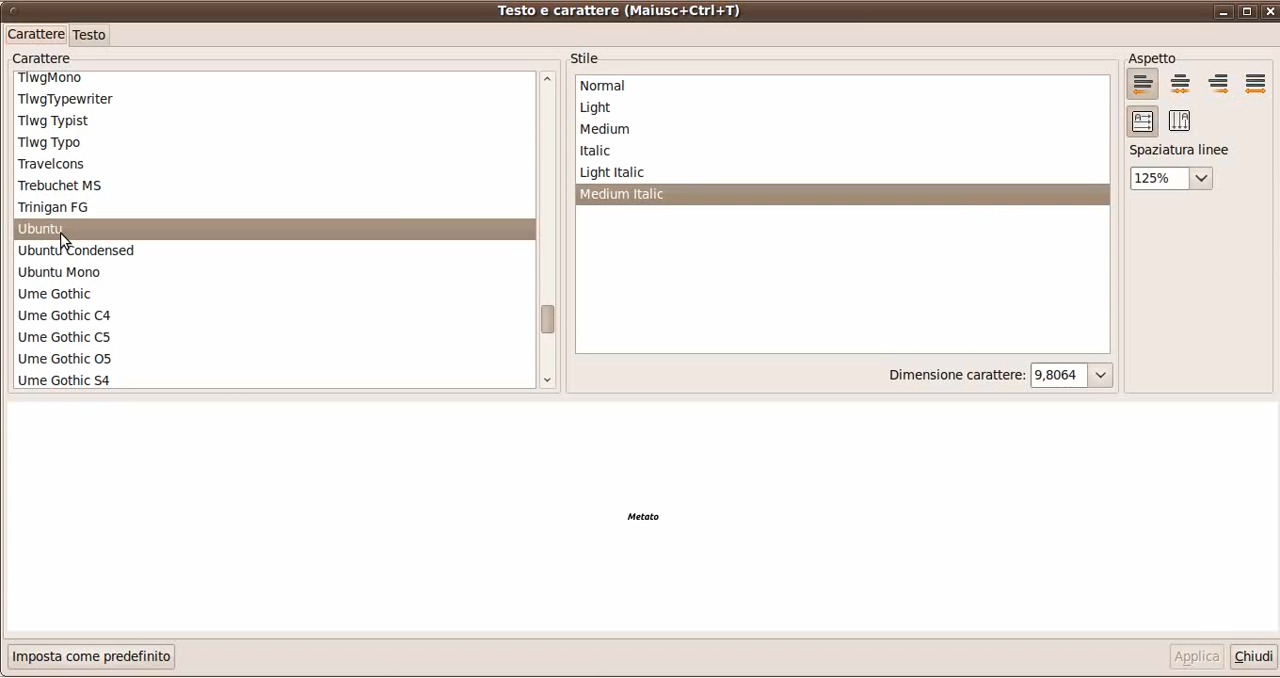 Testo e carattere (Maiusc+Ctrl+T)
Carattere Testo
Carattere
TlwgMono
TlwgTypewriter
Tlwg Typist
Tlwg Typo
Travelcons
Trebuchet MS
Trinigan FG
Ubuntu
Ubuntu Condensed
Ubuntu Mono
Ume Gothic
Ume Gothic C4
Ume Gothic C5
Ume Gothic O5
Ume Gothic S4
Stile
Normal
Light
Medium
Italic
Light Italic
Medium Italic
Dimensione carattere: 9,8064
Aspetto
Spaziatura linee
125%
Metato
Imposta come predefinito
Applica Chiudi